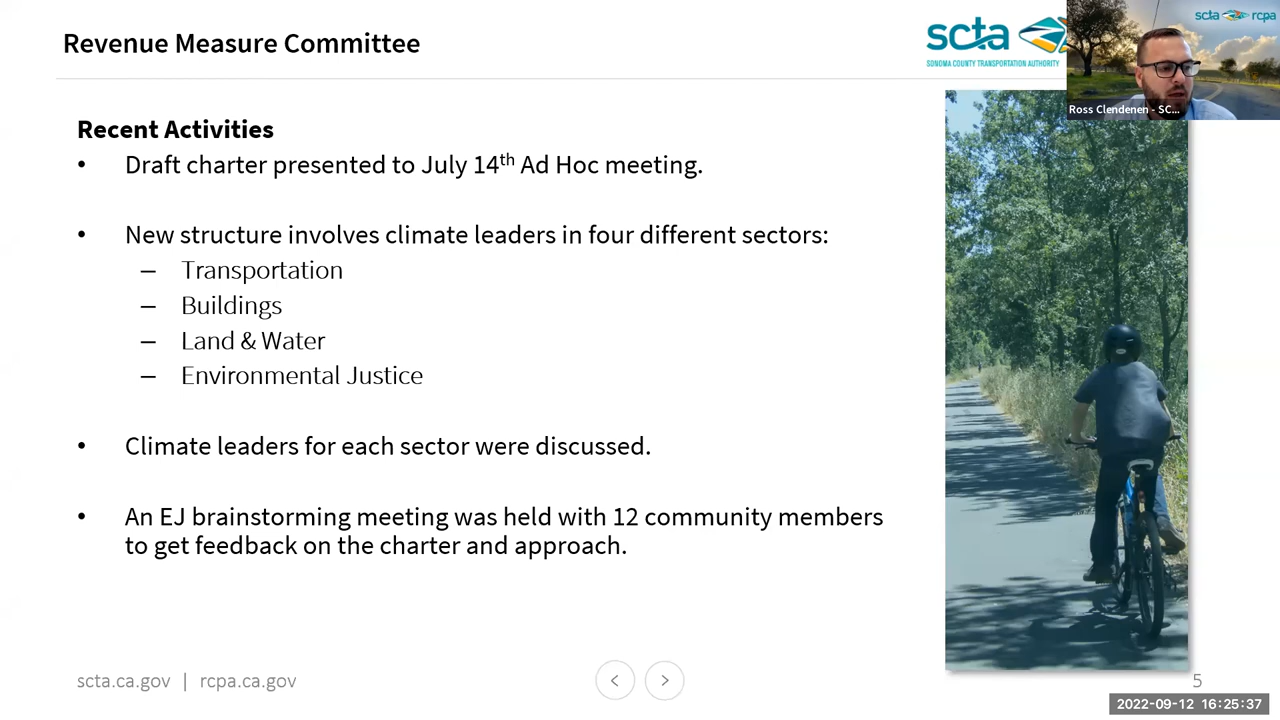 Revenue Measure Committee
scta
SONOMA COUNTY TRANSPORTATION AUTHORITY
scta rcpa
Ross Clendenen - SC...
Recent Activities
• Draft charter presented to July 14th Ad Hoc meeting.
• New structure involves climate leaders in four different sectors:
– Transportation
– Buildings
– Land & Water
– Environmental Justice
• Climate leaders for each sector were discussed.
• An EJ brainstorming meeting was held with 12 community members
to get feedback on the charter and approach.
scta.ca.gov | rcpa.ca.gov
< >
5
2022-09-12 16:25:37